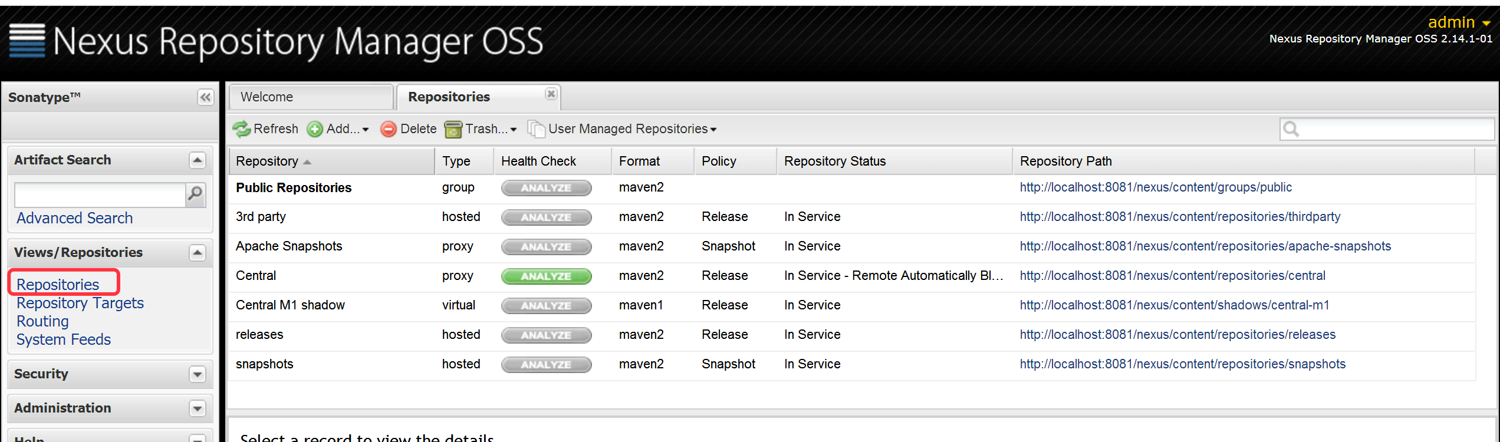 Nexus Repository Manager OSS
admin
Nexus Repository Manager OSS 2.14.1-01
Sonatype™
Welcome
Repositories
Refresh Add... Delete Trash... User Managed Repositories
Artifact Search
Advanced Search
Views/Repositories
Repositories
Repository Targets
Routing
System Feeds
Security
Administration
Help
Repository Type Health Check Format Policy Repository Status Repository Path
Public Repositories group ANALYZE maven2 http://localhost:8081/nexus/content/groups/public
3rd party hosted ANALYZE maven2 Release In Service http://localhost:8081/nexus/content/repositories/thirdparty
Apache Snapshots proxy ANALYZE maven2 Snapshot In Service http://localhost:8081/nexus/content/repositories/apache-snapshots
Central proxy ANALYZE maven2 Release In Service - Remote Automatically Bl... http://localhost:8081/nexus/content/repositories/central
Central M1 shadow virtual ANALYZE maven1 Release In Service http://localhost:8081/nexus/content/shadows/central-m1
releases hosted ANALYZE maven2 Release In Service http://localhost:8081/nexus/content/repositories/releases
snapshots hosted ANALYZE maven2 Snapshot In Service http://localhost:8081/nexus/content/repositories/snapshots
Select a record to view the details